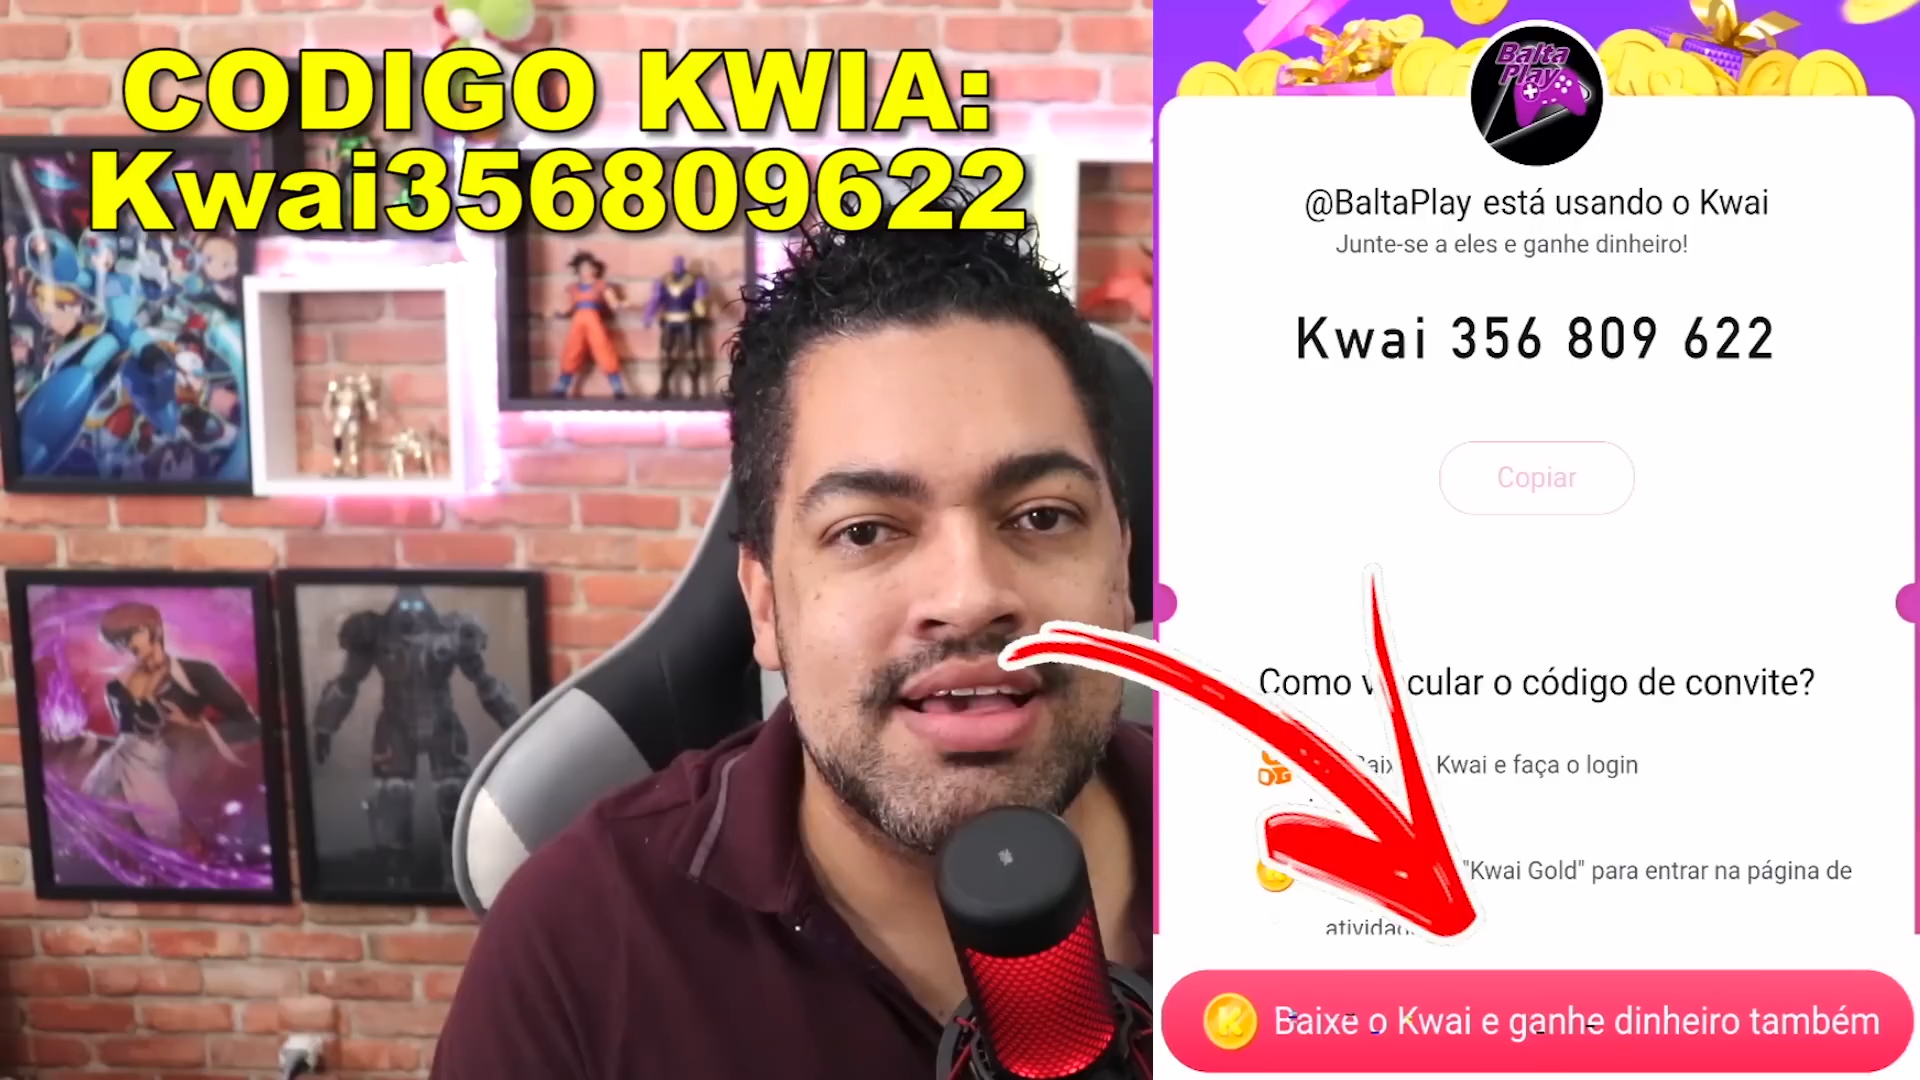 CODIGO KWIA:
Kwai356809622
Balta
Play
@BaltaPlay está usando o Kwai
Junte-se a eles e ganhe dinheiro!
Kwai 356 809 622
Copiar
Como v cular o código de convite?
Baix Kwai e faça o login
"Kwai Gold" para entrar na página de
atividad
Baixe o Kwai e ganhe dinheiro também